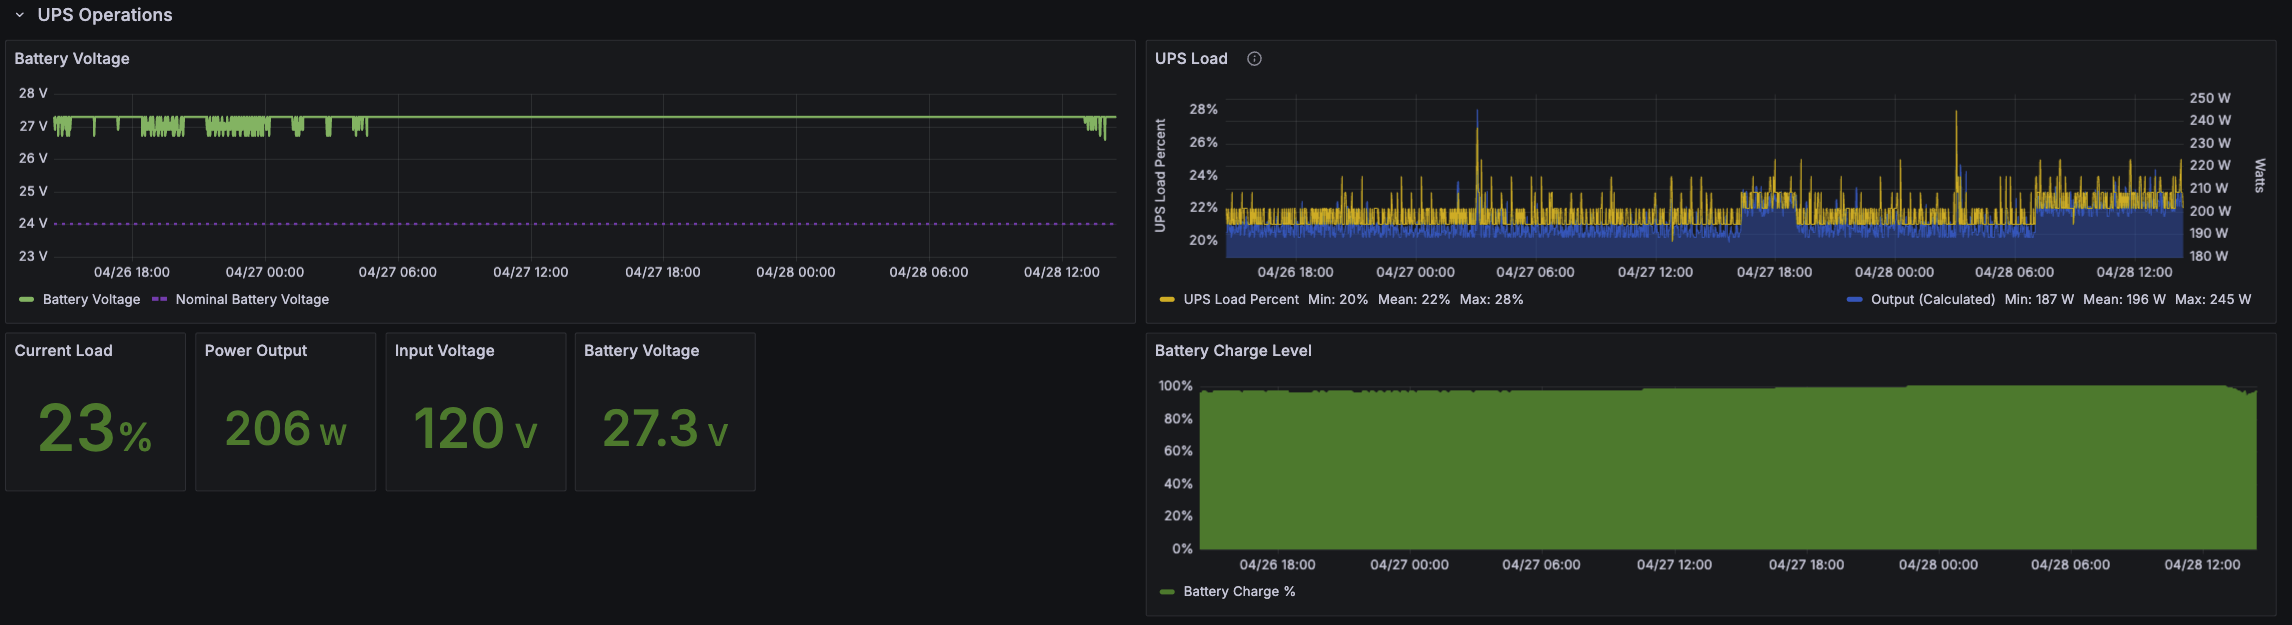 UPS Operations
Battery Voltage
28 V
27 V
26 V
25 V
24 V
23 V
04/26 18:00 04/27 00:00 04/27 06:00 04/27 12:00 04/27 18:00 04/28 00:00 04/28 06:00 04/28 12:00
Battery Voltage Nominal Battery Voltage
UPS Load
UPS Load Percent
28%
26%
24%
22%
20%
250 W
240 W
230 W
220 W
210 W
200 W
190 W
180 W
Watts
04/26 18:00 04/27 00:00 04/27 06:00 04/27 12:00 04/27 18:00 04/28 00:00 04/28 06:00 04/28 12:00
UPS Load Percent Min: 20% Mean: 22% Max: 28% Output (Calculated) Min: 187 W Mean: 196 W Max: 245 W
Current Load
23%
Power Output
206 W
Input Voltage
120 V
Battery Voltage
27.3 V
Battery Charge Level
100%
80%
60%
40%
20%
0%
04/26 18:00 04/27 00:00 04/27 06:00 04/27 12:00 04/27 18:00 04/28 00:00 04/28 06:00 04/28 12:00
Battery Charge %